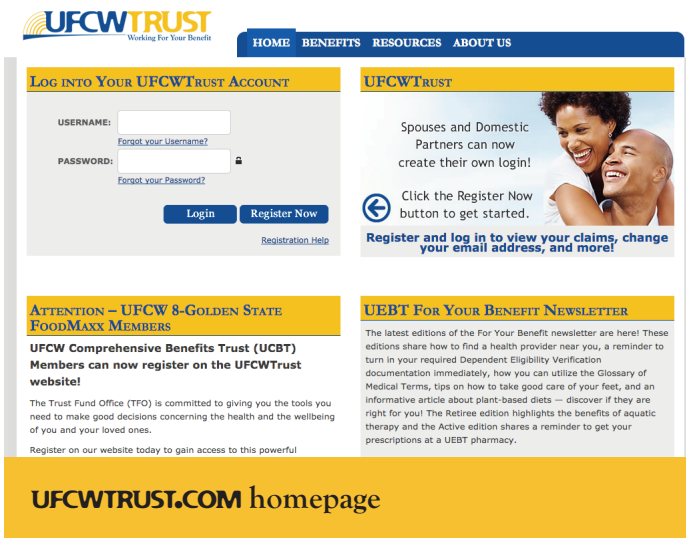 UFCWTRUST
Working For Your Benefit
HOME BENEFITS RESOURCES ABOUT US
LOG INTO YOUR UFCWTRUST ACCOUNT
USERNAME:
Forgot your Username?
PASSWORD:
Forgot your Password?
Login Register Now
Registration Help
UFCWTRUST
Spouses and Domestic
Partners can now
create their own login!
Click the Register Now
button to get started.
Register and log in to view your claims, change
your email address, and more!
ATTENTION – UFCW 8-GOLDEN STATE
FOODMAXX MEMBERS
UFCW Comprehensive Benefits Trust (UCBT)
Members can now register on the UFCWTrust
website!
The Trust Fund Office (TFO) is committed to giving you the tools you
need to make good decisions concerning the health and the wellbeing
of you and your loved ones.
Register on our website today to gain access to this powerful
UEBT FOR YOUR BENEFIT NEWSLETTER
The latest editions of the For Your Benefit newsletter are here! These
editions share how to find a health provider near you, a reminder to
turn in your required Dependent Eligibility Verification
documentation immediately, how you can utilize the Glossary of
Medical Terms, tips on how to take good care of your feet, and an
informative article about plant-based diets — discover if they are
right for you! The Retiree edition highlights the benefits of aquatic
therapy and the Active edition shares a reminder to get your
prescriptions at a UEBT pharmacy.
UFCWTRUST.COM homepage